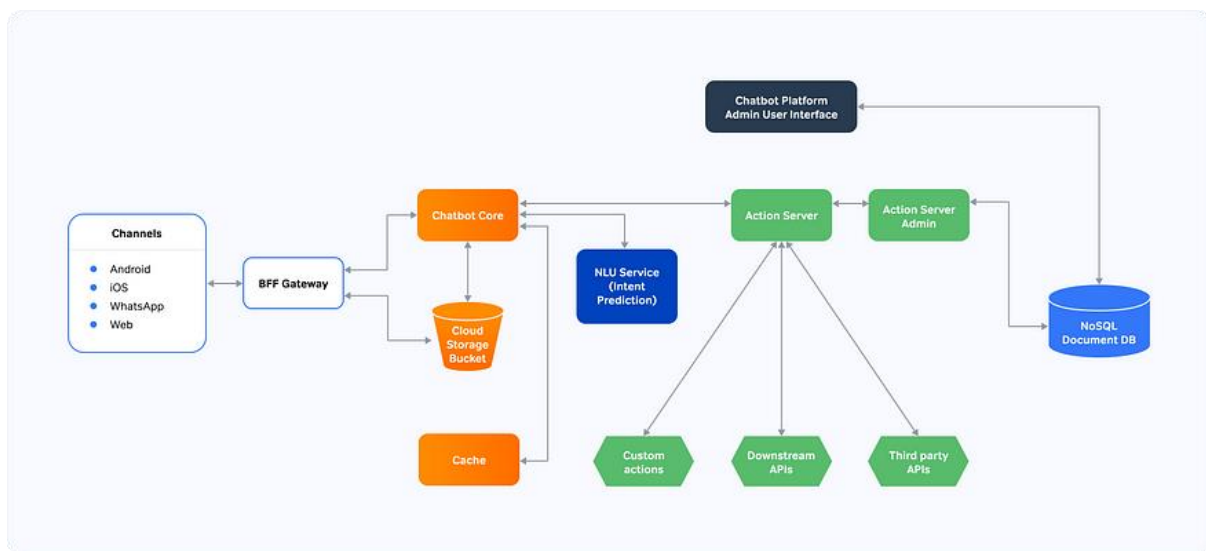 Chatbot Platform
Admin User Interface
Chatbot Core
Action Server
Action Server
Admin
Channels
Android
iOS
WhatsApp
Web
BFF Gateway
NLU Service
(Intent
Prediction)
Cloud
Storage
Bucket
NoSQL
Document DB
Cache
Custom
actions
Downstream
APIs
Third party
APIs